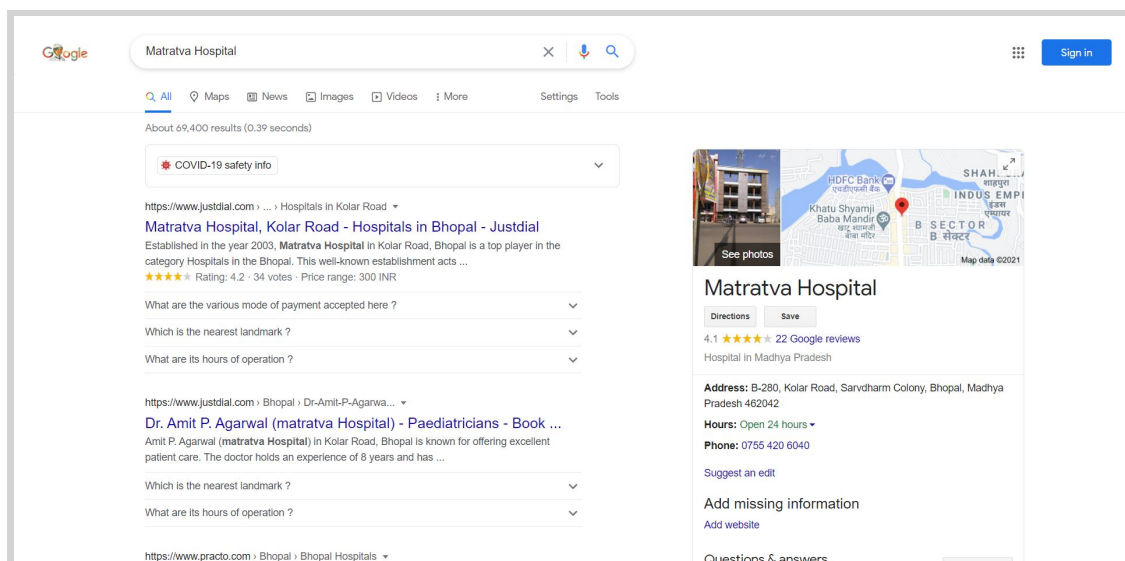 Google
Matratva Hospital
Sign in
All Maps News Images Videos More Settings Tools
About 69,400 results (0.39 seconds)
COVID-19 safety info
https://www.justdial.com › ... › Hospitals in Kolar Road
Matratva Hospital, Kolar Road - Hospitals in Bhopal - Justdial
Established in the year 2003, Matratva Hospital in Kolar Road, Bhopal is a top player in the
category Hospitals in the Bhopal. This well-known establishment acts ...
Rating: 4.2 · 34 votes · Price range: 300 INR
What are the various mode of payment accepted here ?
Which is the nearest landmark ?
What are its hours of operation ?
https://www.justdial.com › Bhopal › Dr-Amit-P-Agarwa...
Dr. Amit P. Agarwal (matratva Hospital) - Paediatricians - Book ...
Amit P. Agarwal (matratva Hospital) in Kolar Road, Bhopal is known for offering excellent
patient care. The doctor holds an experience of 8 years and has ...
Which is the nearest landmark ?
What are its hours of operation ?
https://www.practo.com › Bhopal › Bhopal Hospitals
See photos
HDFC Bank
एचडीएफसी बैंक
Khatu Shyamji
Baba Mandir
खाटू श्यामजी
बाबा मंदिर
SHAH
शाहपुरा
INDUS EMPI
इंडस
एम्पायर
B SECTOR
B सेक्टर
Map data ©2021
Matratva Hospital
Directions Save
4.1 22 Google reviews
Hospital in Madhya Pradesh
Address: B-280, Kolar Road, Sarvdharm Colony, Bhopal, Madhya
Pradesh 462042
Hours: Open 24 hours
Phone: 0755 420 6040
Suggest an edit
Add missing information
Add website
Questions & answers